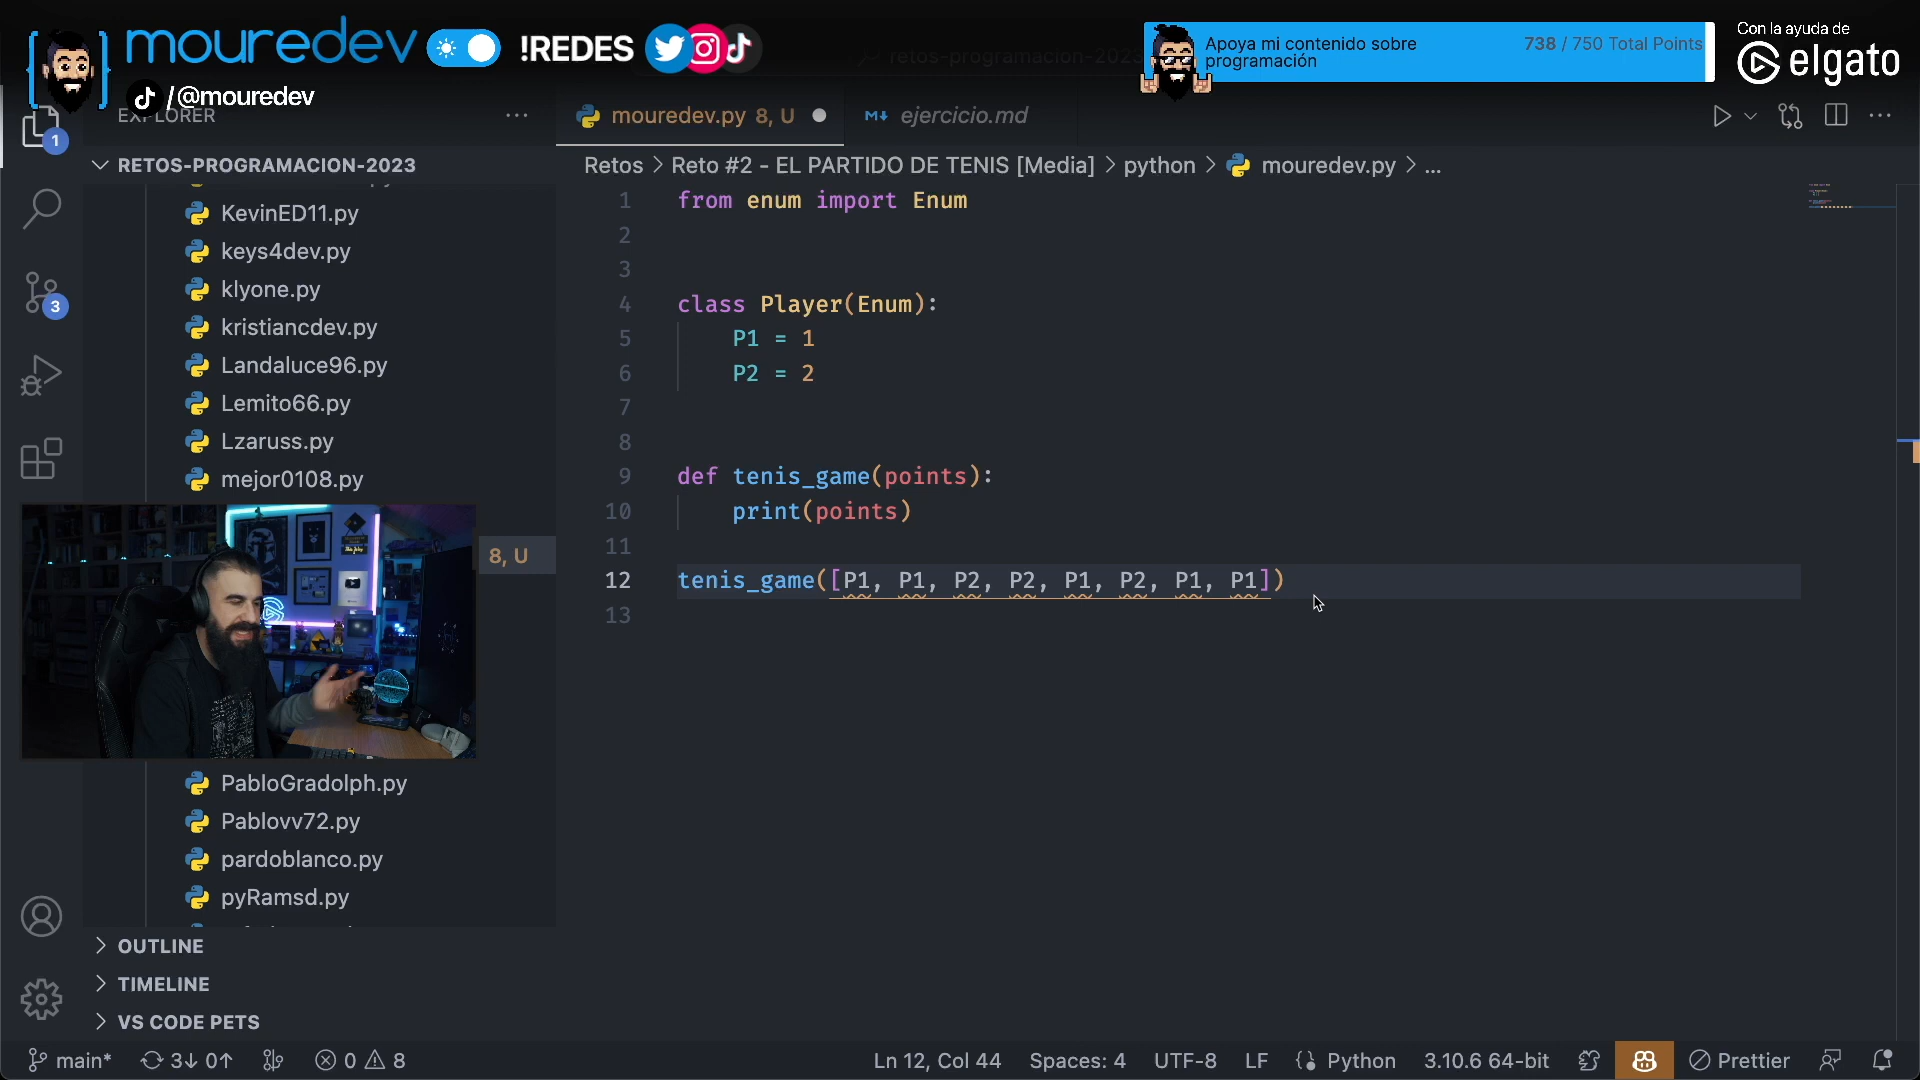 mouredev
!REDES
/@mouredev
Apoya mi contenido sobre
programación
738 / 750 Total Points
Con la ayuda de
elgato
retos-programacion-2023
EXPLORER
mouredev.py 8, U
ejercicio.md
1
RETOS-PROGRAMACION-2023
Retos > Reto #2 - EL PARTIDO DE TENIS [Media] > python > mouredev.py > ...
KevinED11.py
keys4dev.py
klyone.py
kristiancdev.py
Landaluce96.py
Lemito66.py
Lzaruss.py
mejor0108.py
8, U
PabloGradolph.py
Pablovv72.py
pardoblanco.py
pyRamsd.py
3
OUTLINE
TIMELINE
VS CODE PETS
1 from enum import Enum
2
3
4 class Player(Enum):
5 P1 = 1
6 P2 = 2
7
8
9 def tenis_game(points):
10 print(points)
11
12 tenis_game([P1, P1, P2, P2, P1, P2, P1, P1])
13
main* 3↓ 0↑ 0 8
Ln 12, Col 44 Spaces: 4 UTF-8 LF Python 3.10.6 64-bit Prettier